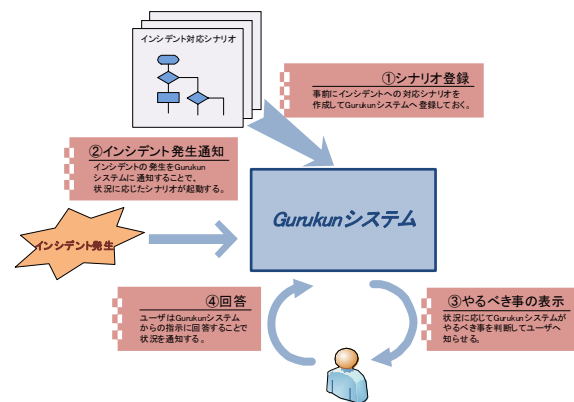 インシデント対応シナリオ
①シナリオ登録
事前にインシデントへの対応シナリオを
作成してGurukunシステムへ登録しておく。
②インシデント発生通知
インシデントの発生をGurukun
システムに通知することで、
状況に応じたシナリオが起動する。
Gurukunシステム
インシデント発生
④回答
ユーザはGurukunシステム
からの指示に回答することで
状況を通知する。
③やるべき事の表示
状況に応じてGurukunシステムが
やるべき事を判断してユーザへ
知らせる。